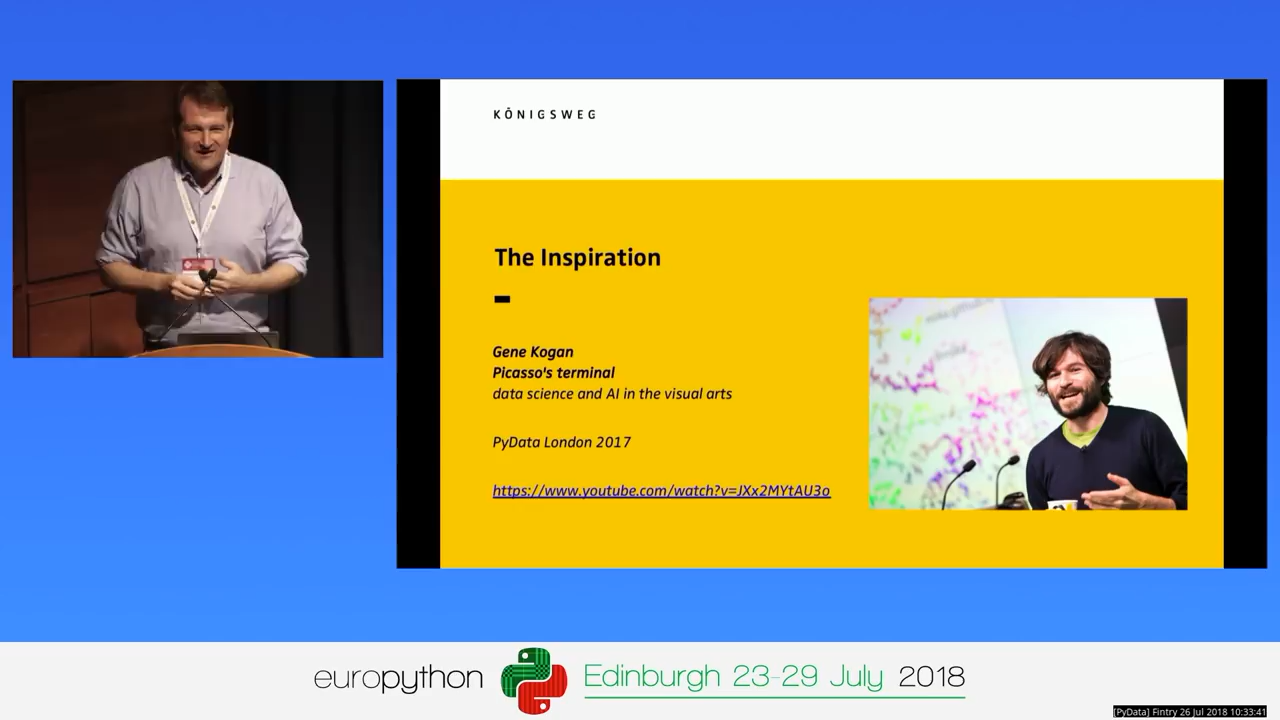 KÖNIGSWEG
The Inspiration
Gene Kogan
Picasso's terminal
data science and AI in the visual arts
PyData London 2017
https://www.youtube.com/watch?v=JXx2MYtAU3o
europython
Edinburgh 23-29 July 2018
[PyData] Fintry 26 Jul 2018 10:33:41